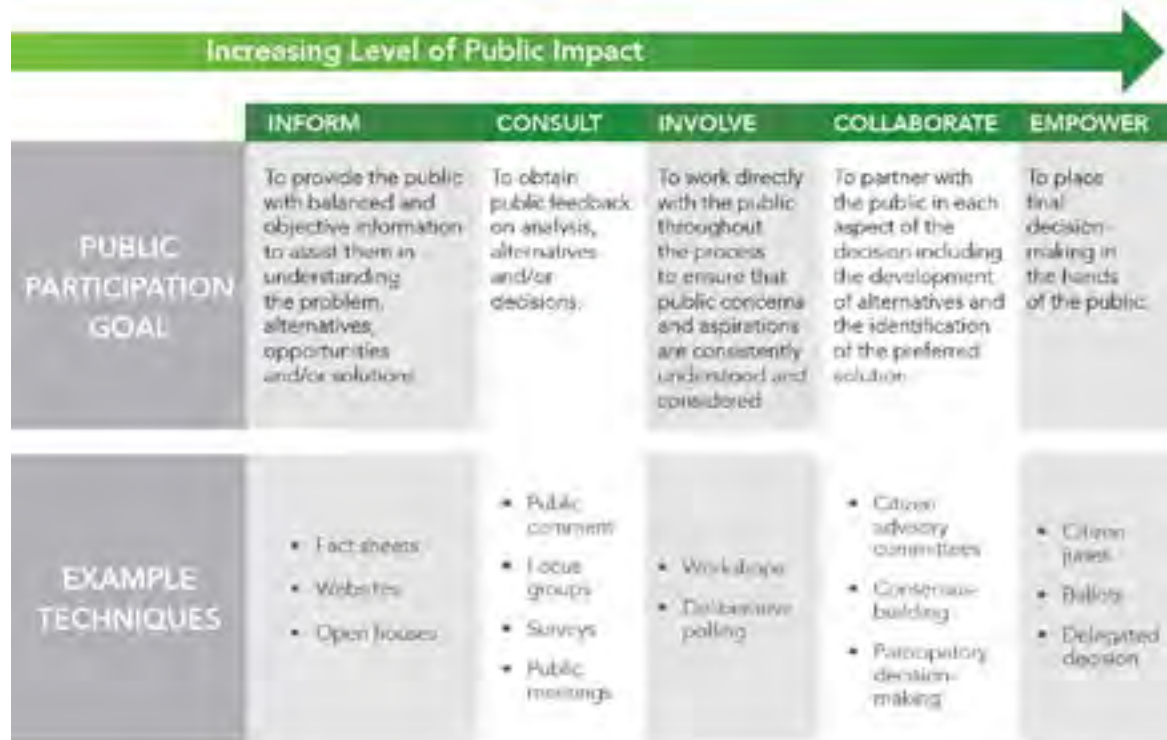 Increasing Level of Public Impact
INFORM
CONSULT
INVOLVE
COLLABORATE
EMPOWER
PUBLIC
PARTICIPATION
GOAL
To provide the public
with balanced and
objective information
to assist them in
understanding
the problem,
alternatives,
opportunities
and/or solutions
To obtain
public feedback
on analysis,
alternatives
and/or
decisions.
To work directly
with the public
throughout
the process
to ensure that
public concerns
and aspirations
are consistently
understood and
considered
To partner with
the public in each
aspect of the
decision including
the development
of alternatives and
the identification
of the preferred
solution
To place
final
decision-
making in
the hands
of the public.
EXAMPLE
TECHNIQUES
• Fact sheets
• Websites
• Open houses
• Public
comment
• Focus
groups
• Surveys
• Public
meetings
• Workshops
• Deliberative
polling
• Citizen
advisory
committees
• Consensus-
building
• Participatory
decision-
making
• Citizen
juries
• Ballots
• Delegated
decision